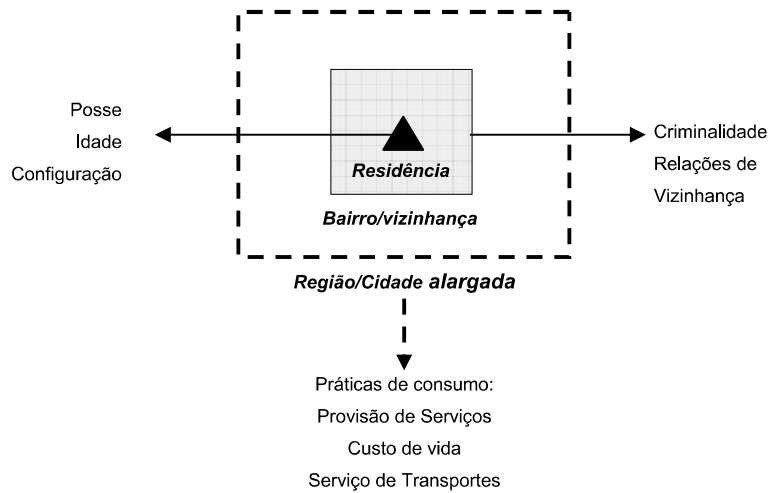 Posse
Idade
Configuração
Residência
Bairro/vizinhança
Região/Cidade alargada
Criminalidade
Relações de
Vizinhança
Práticas de consumo:
Provisão de Serviços
Custo de vida
Serviço de Transportes